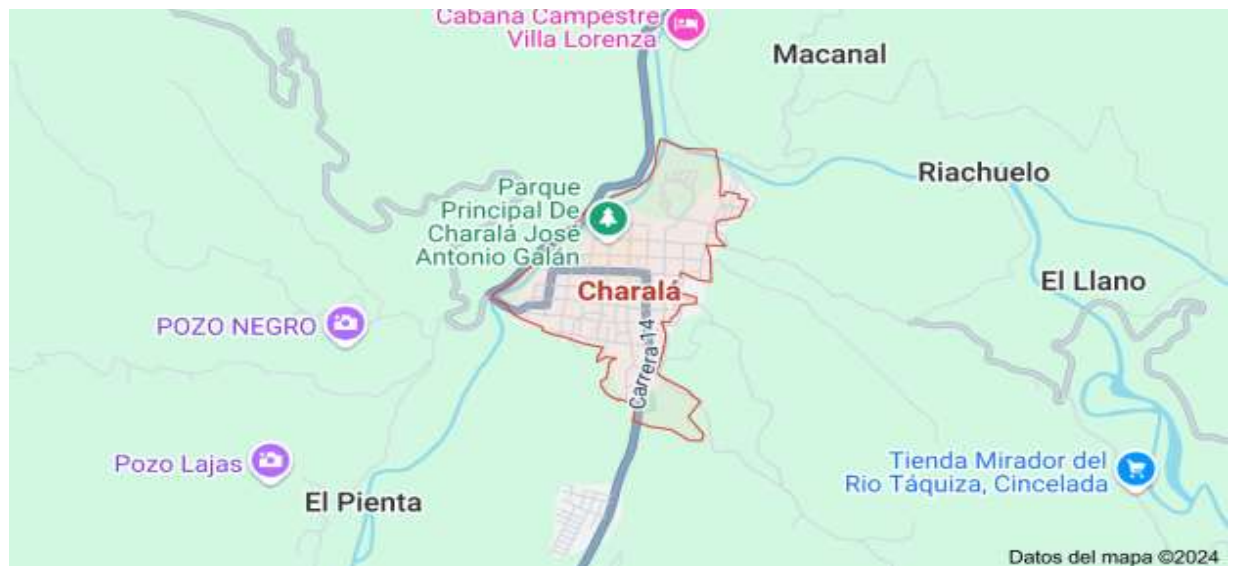 Cabana Campestre
Villa Lorenza
Macanal
Riachuelo
Parque
Principal De
Charalá José
Antonio Galán
El Llano
Charalá
POZO NEGRO
Carrera 14
Pozo Lajas
Tienda Mirador del
Rio Táquiza, Cincelada
El Pienta
Datos del mapa ©2024